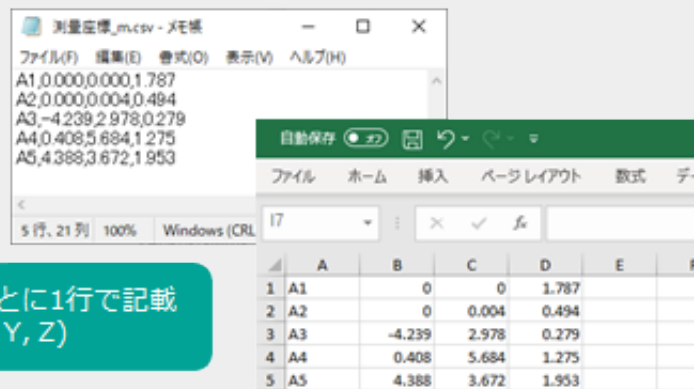 測量座標_m.csv - メモ帳
ファイル(F) 編集(E) 書式(O) 表示(V) ヘルプ(H)
A1,0.000,0.000,1.787
A2,0.000,0.004,0.494
A3,-4.239,2.978,0.279
A4,0.408,5.684,1.275
A5,4.388,3.672,1.953
5 行、21 列 100% Windows (CRL
とに1行で記載
Y, Z)
自動保存 オフ
ファイル ホーム 挿入 ページ レイアウト 数式 デー
I7 fx
A B C D E
1 A1 0 0 1.787
2 A2 0 0.004 0.494
3 A3 -4.239 2.978 0.279
4 A4 0.408 5.684 1.275
5 A5 4.388 3.672 1.953